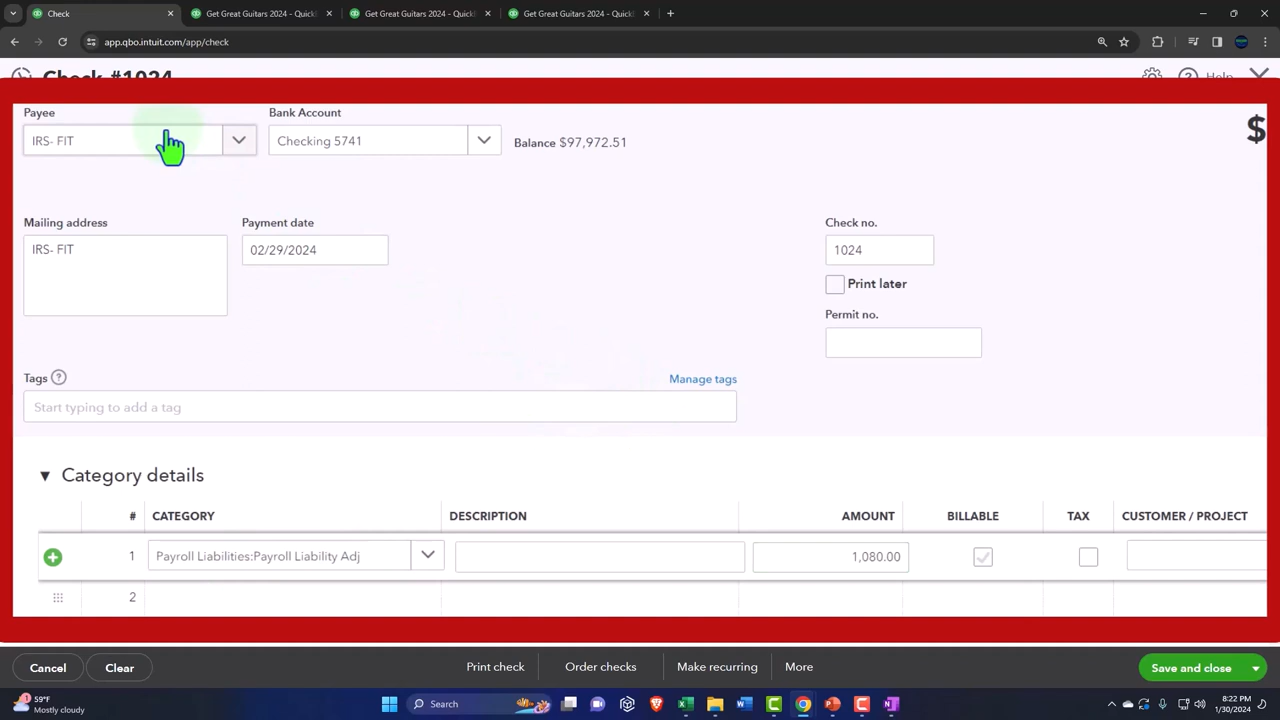 Check
Get Great Guitars 2024 - Quick
Get Great Guitars 2024 - Quick
Get Great Guitars 2024 - Quick
app.qbo.intuit.com/app/check
Check #1024
Help
Payee
Bank Account
IRS- FIT
Checking 5741
Balance $97,972.51
$
Mailing address
Payment date
Check no.
IRS- FIT
02/29/2024
1024
Print later
Permit no.
Tags
Manage tags
Start typing to add a tag
Category details
# CATEGORY DESCRIPTION AMOUNT BILLABLE TAX CUSTOMER / PROJECT
1 Payroll Liabilities:Payroll Liability Adj 1,080.00
2
Cancel
Clear
Print check
Order checks
Make recurring
More
Save and close
59°F
Mostly cloudy
Search
8:22 PM
1/30/2024